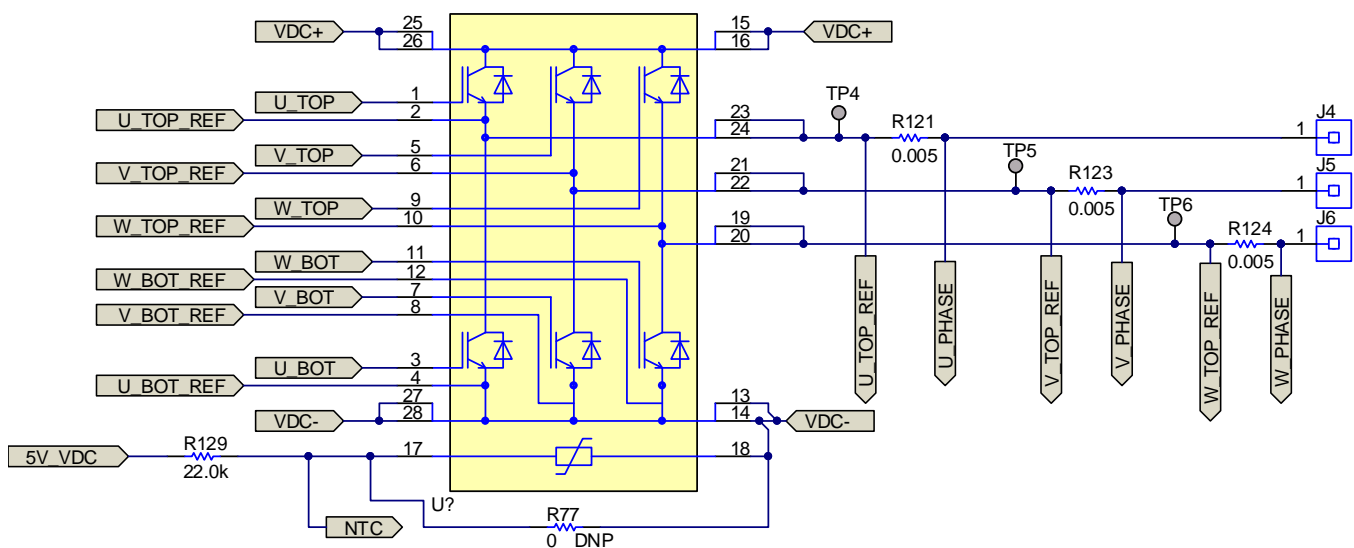 VDC+ 25 15 VDC+
26 16
U_TOP 1
U_TOP_REF 2
V_TOP 5
V_TOP_REF 6
W_TOP 9
W_TOP_REF 10
W_BOT 11
W_BOT_REF 12
V_BOT 7
V_BOT_REF 8
U_BOT 3
U_BOT_REF 4
27 13
VDC- 28 14 VDC-
5V_VDC R129 17 18
22.0k
U?
NTC
R77
0 DNP
23 TP4 R121 J4
24 0.005 1
21 TP5 R123 J5
22 0.005 1
19 TP6 R124 J6
20 0.005 1
U_TOP_REF
U_PHASE
V_TOP_REF
V_PHASE
W_TOP_REF
W_PHASE